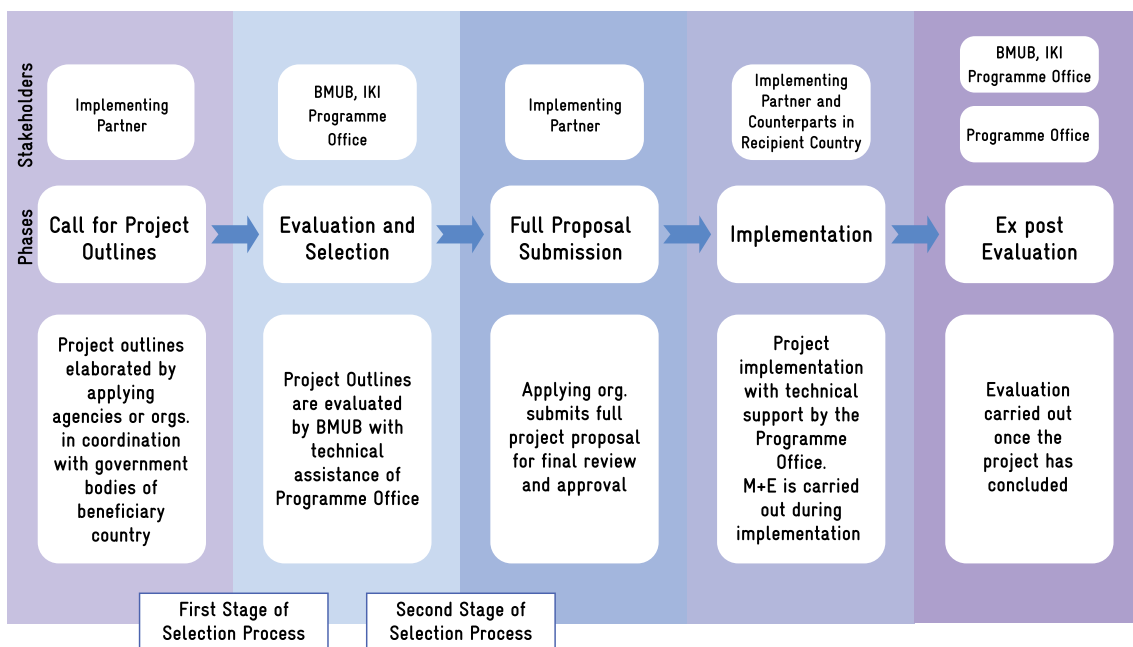 Stakeholders
Implementing
Partner
BMUB, IKI
Programme
Office
Implementing
Partner
Implementing
Partner and
Counterparts in
Recipient Country
BMUB, IKI
Programme Office
Programme Office
Phases
Call for Project
Outlines
Evaluation and
Selection
Full Proposal
Submission
Implementation
Ex post
Evaluation
Project outlines
elaborated by
applying
agencies or orgs.
in coordination
with government
bodies of
beneficiary
country
Project Outlines
are evaluated
by BMUB with
technical
assistance of
Programme Office
Applying org.
submits full
project proposal
for final review
and approval
Project
implementation
with technical
support by the
Programme
Office.
M+E is carried
out during
implementation
Evaluation
carried out
once the
project has
concluded
First Stage of
Selection Process
Second Stage of
Selection Process